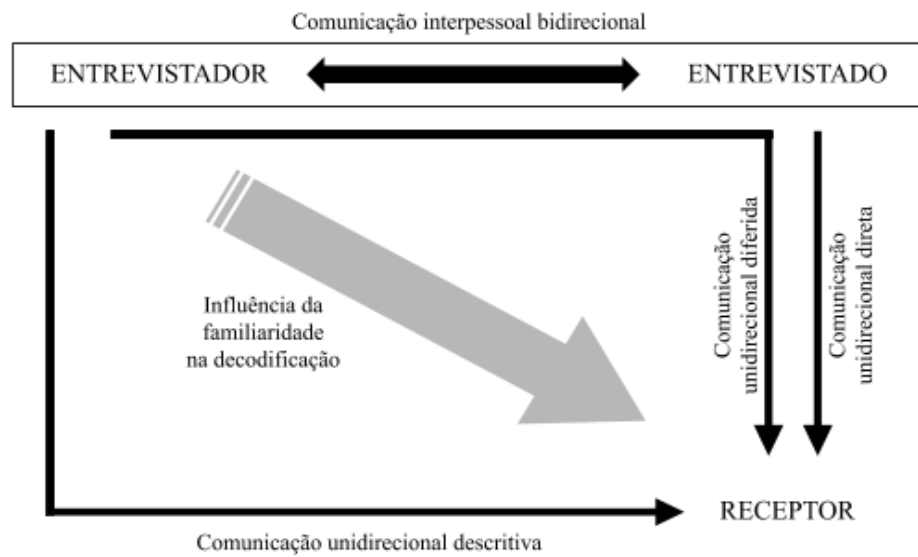 Comunicação interpessoal bidirecional
ENTREVISTADOR
ENTREVISTADO
Influência da
familiaridade
na decodificação
Comunicação
unidirecional diferida
Comunicação
unidirecional direta
RECEPTOR
Comunicação unidirecional descritiva